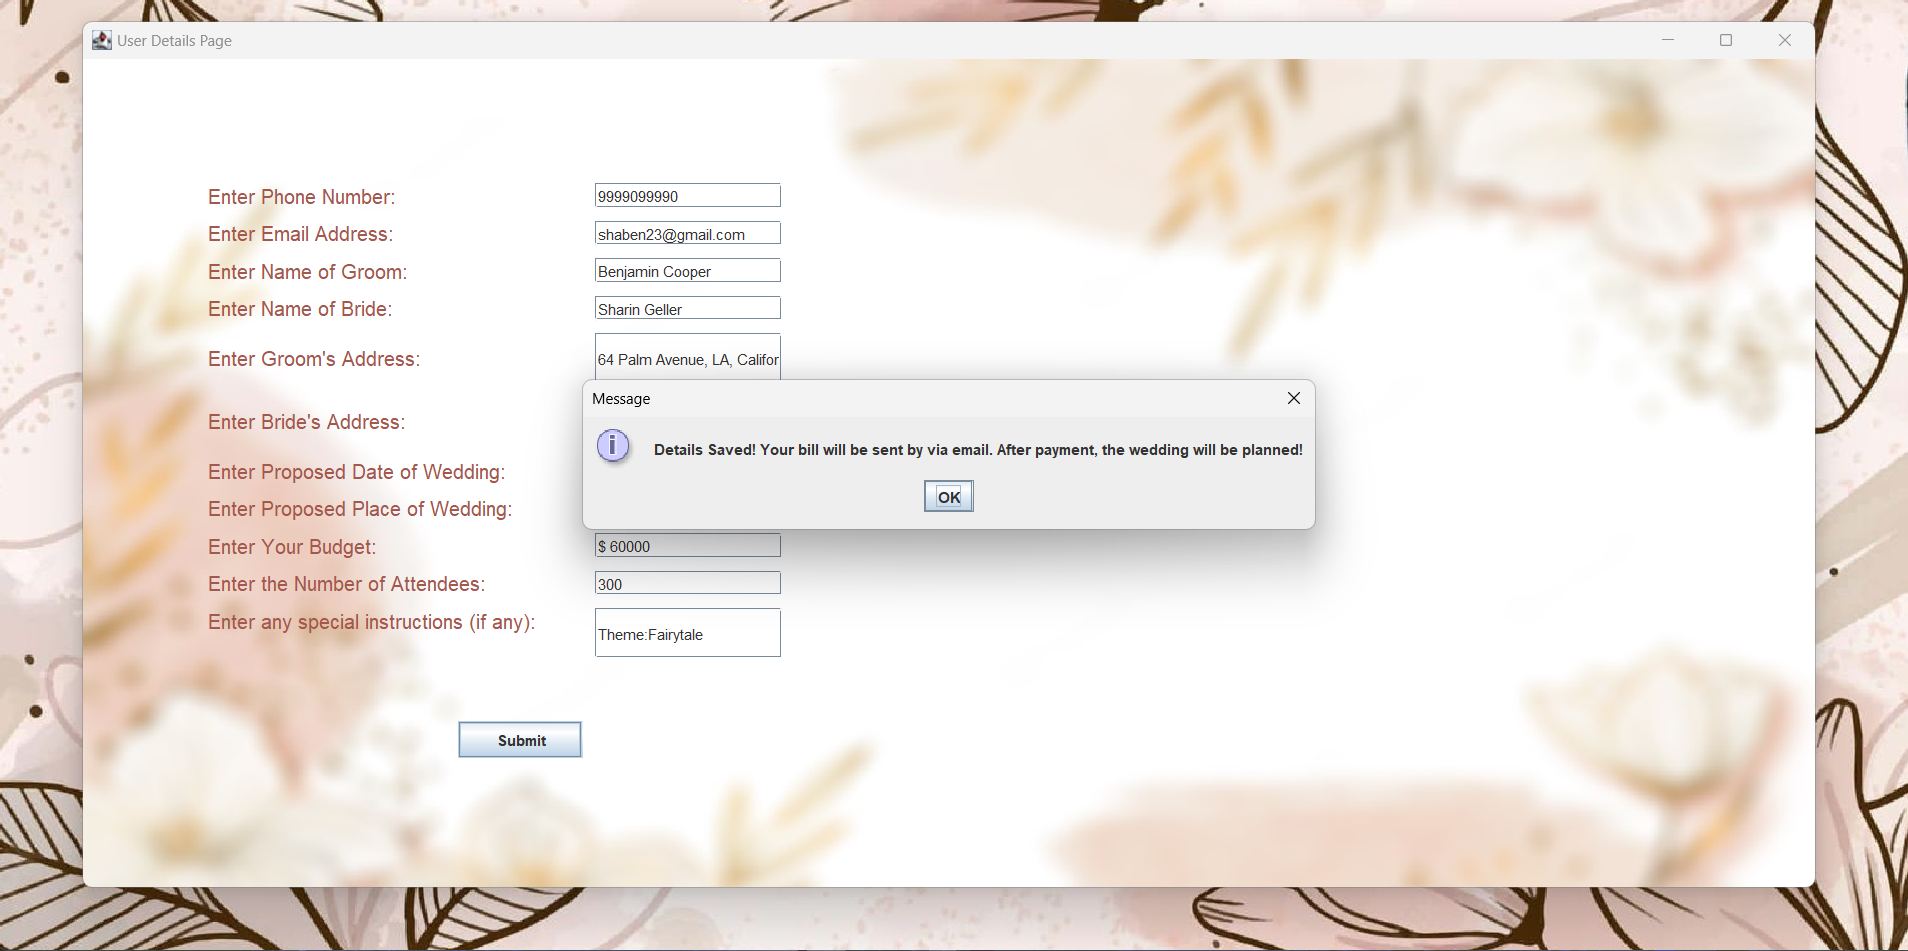 User Details Page
Enter Phone Number: 9999099990
Enter Email Address: shaben23@gmail.com
Enter Name of Groom: Benjamin Cooper
Enter Name of Bride: Sharin Geller
Enter Groom's Address: 64 Palm Avenue, LA, Califor
Message
Enter Bride's Address:
Details Saved! Your bill will be sent by via email. After payment, the wedding will be planned!
Enter Proposed Date of Wedding:
OK
Enter Proposed Place of Wedding:
Enter Your Budget: $ 60000
Enter the Number of Attendees: 300
Enter any special instructions (if any): Theme:Fairytale
Submit